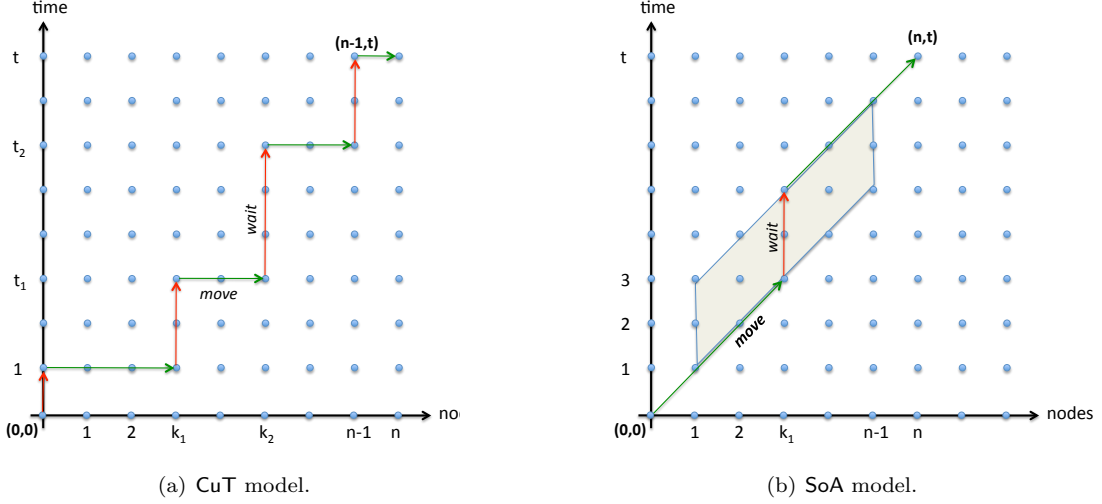 time
(n-1,t)
t
t₂
wait
t₁
move
1
(0,0)
1 2 k₁ k₂ n-1 n
noc
(a) CuT model.
time
(n,t)
t
wait
3
2
move
1
(0,0)
1 2 k₁ n-1 n
nodes
(b) SoA model.